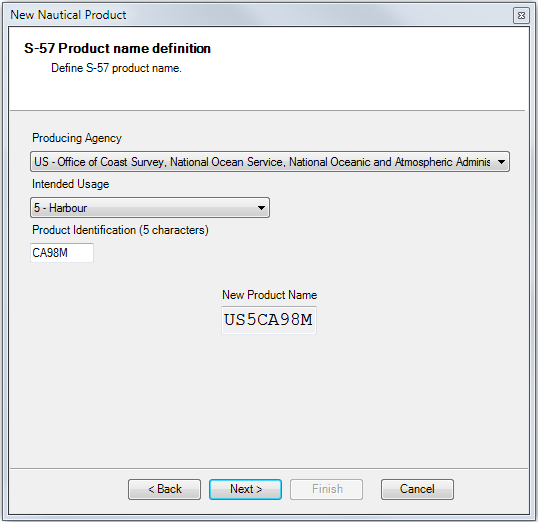 New Nautical Product
S-57 Product name definition
Define S-57 product name.
Producing Agency
US - Office of Coast Survey, National Ocean Service, National Oceanic and Atmospheric Adminis
Intended Usage
5 - Harbour
Product Identification (5 characters)
CA98M
New Product Name
US5CA98M
< Back Next > Finish Cancel